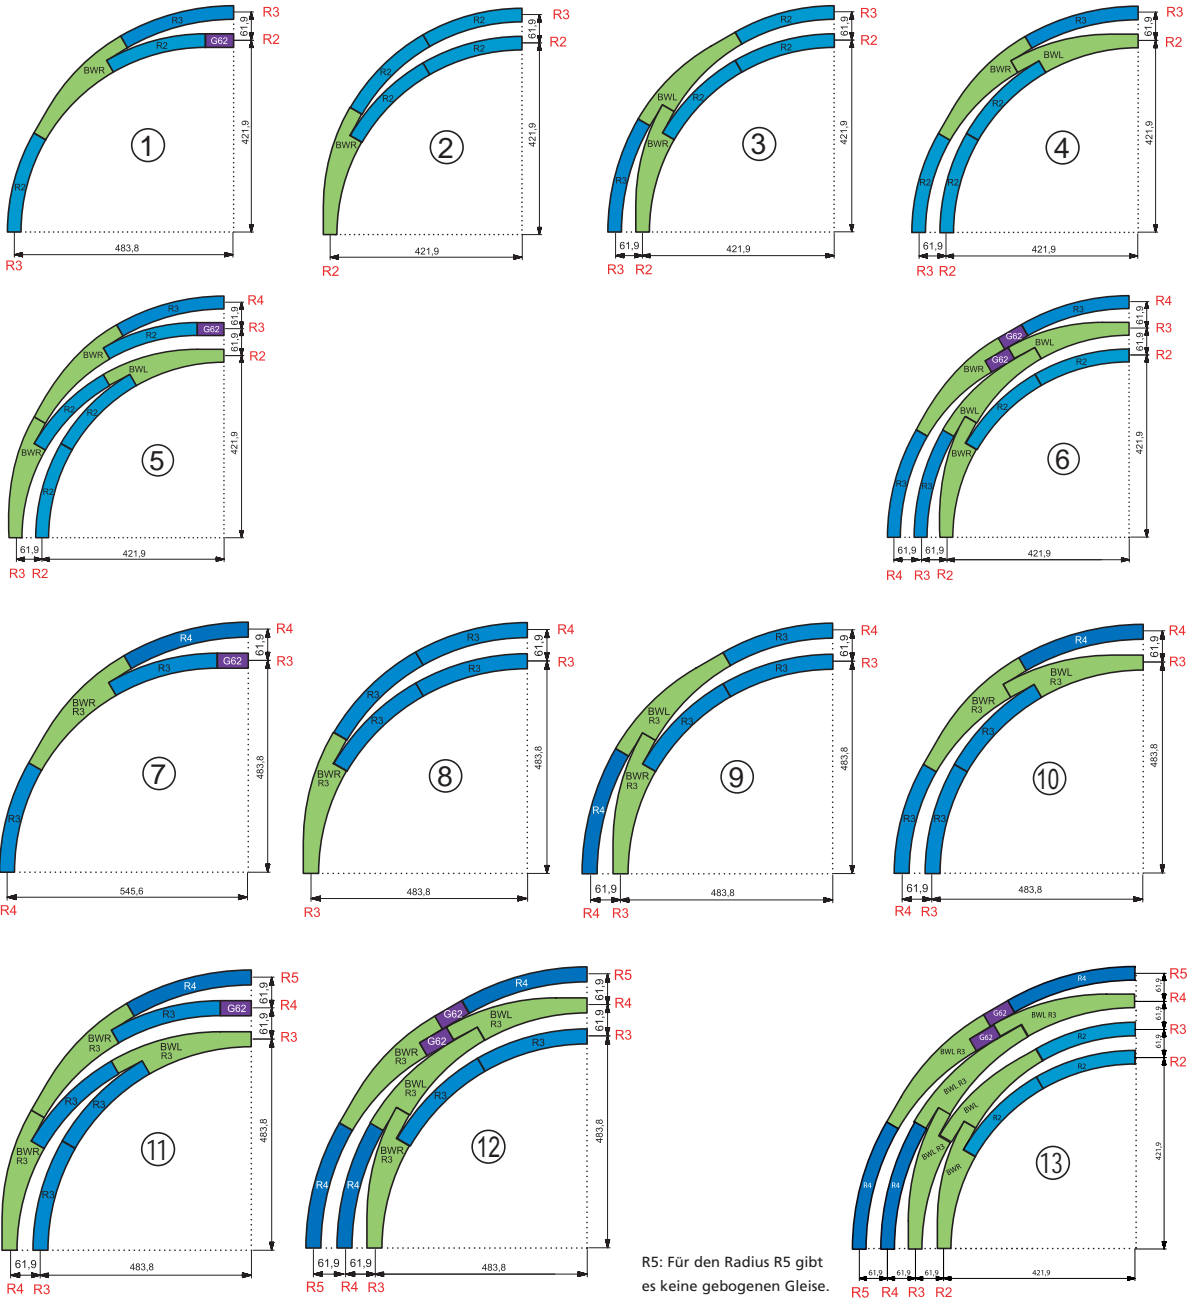 R3
61,9
R2
R3
R2
G62
BWR
R2
421,9
1
483,8
R3
R3
61,9
R2
R2
R2
R2
R2
BWR
421,9
2
421,9
R2
R3
61,9
R2
R2
R2
BWL
R2
BWR
R3
421,9
3
61,9
421,9
R3
R2
R3
61,9
R2
R3
BWL
BWR
R2
R2
R2
421,9
4
61,9
421,9
R3
R2
R4
61,9
R3
61,9
R2
R3
R2
G62
BWR
BWL
R2
R2
BWR
R2
421,9
5
61,9
421,9
R3
R2
R4
61,9
R3
61,9
R2
R3
G62
BWL
G62
BWR
R2
BWL
BWR
R3
R3
R2
421,9
6
61,9
61,9
421,9
R4
R3
R2
R4
61,9
R3
R4
R3
G62
BWR
R3
R3
483,8
7
545,6
R4
R4
61,9
R3
R3
R3
R3
R3
BWR
R3
483,8
8
483,8
R3
R4
61,9
R3
R3
R3
BWL
R3
R3
BWR
R3
R4
483,8
9
61,9
483,8
R4
R3
R4
61,9
R3
R4
BWL
R3
BWR
R3
R3
R3
R3
483,8
10
61,9
483,8
R4
R3
R5
61,9
R4
61,9
R3
R4
R3
G62
BWR
R3
BWL
R3
R3
R3
BWR
R3
R3
483,8
11
61,9
483,8
R4
R3
R5
61,9
R4
61,9
R3
R4
G62
BWL
R3
G62
BWR
R3
R3
BWL
R3
R3
BWR
R3
R4
R4
483,8
12
61,9
61,9
483,8
R5
R4
R3
R5: Für den Radius R5 gibt
es keine gebogenen Gleise.
R5
61,9
R4
61,9
R3
61,9
R2
R4
G62
BWL R3
G62
BWL R3
R2
BWL R3
R2
BWL
R2
BWL R3
BWR
R4
R4
421,9
13
61,9
61,9
61,9
421,9
R5
R4
R3
R2